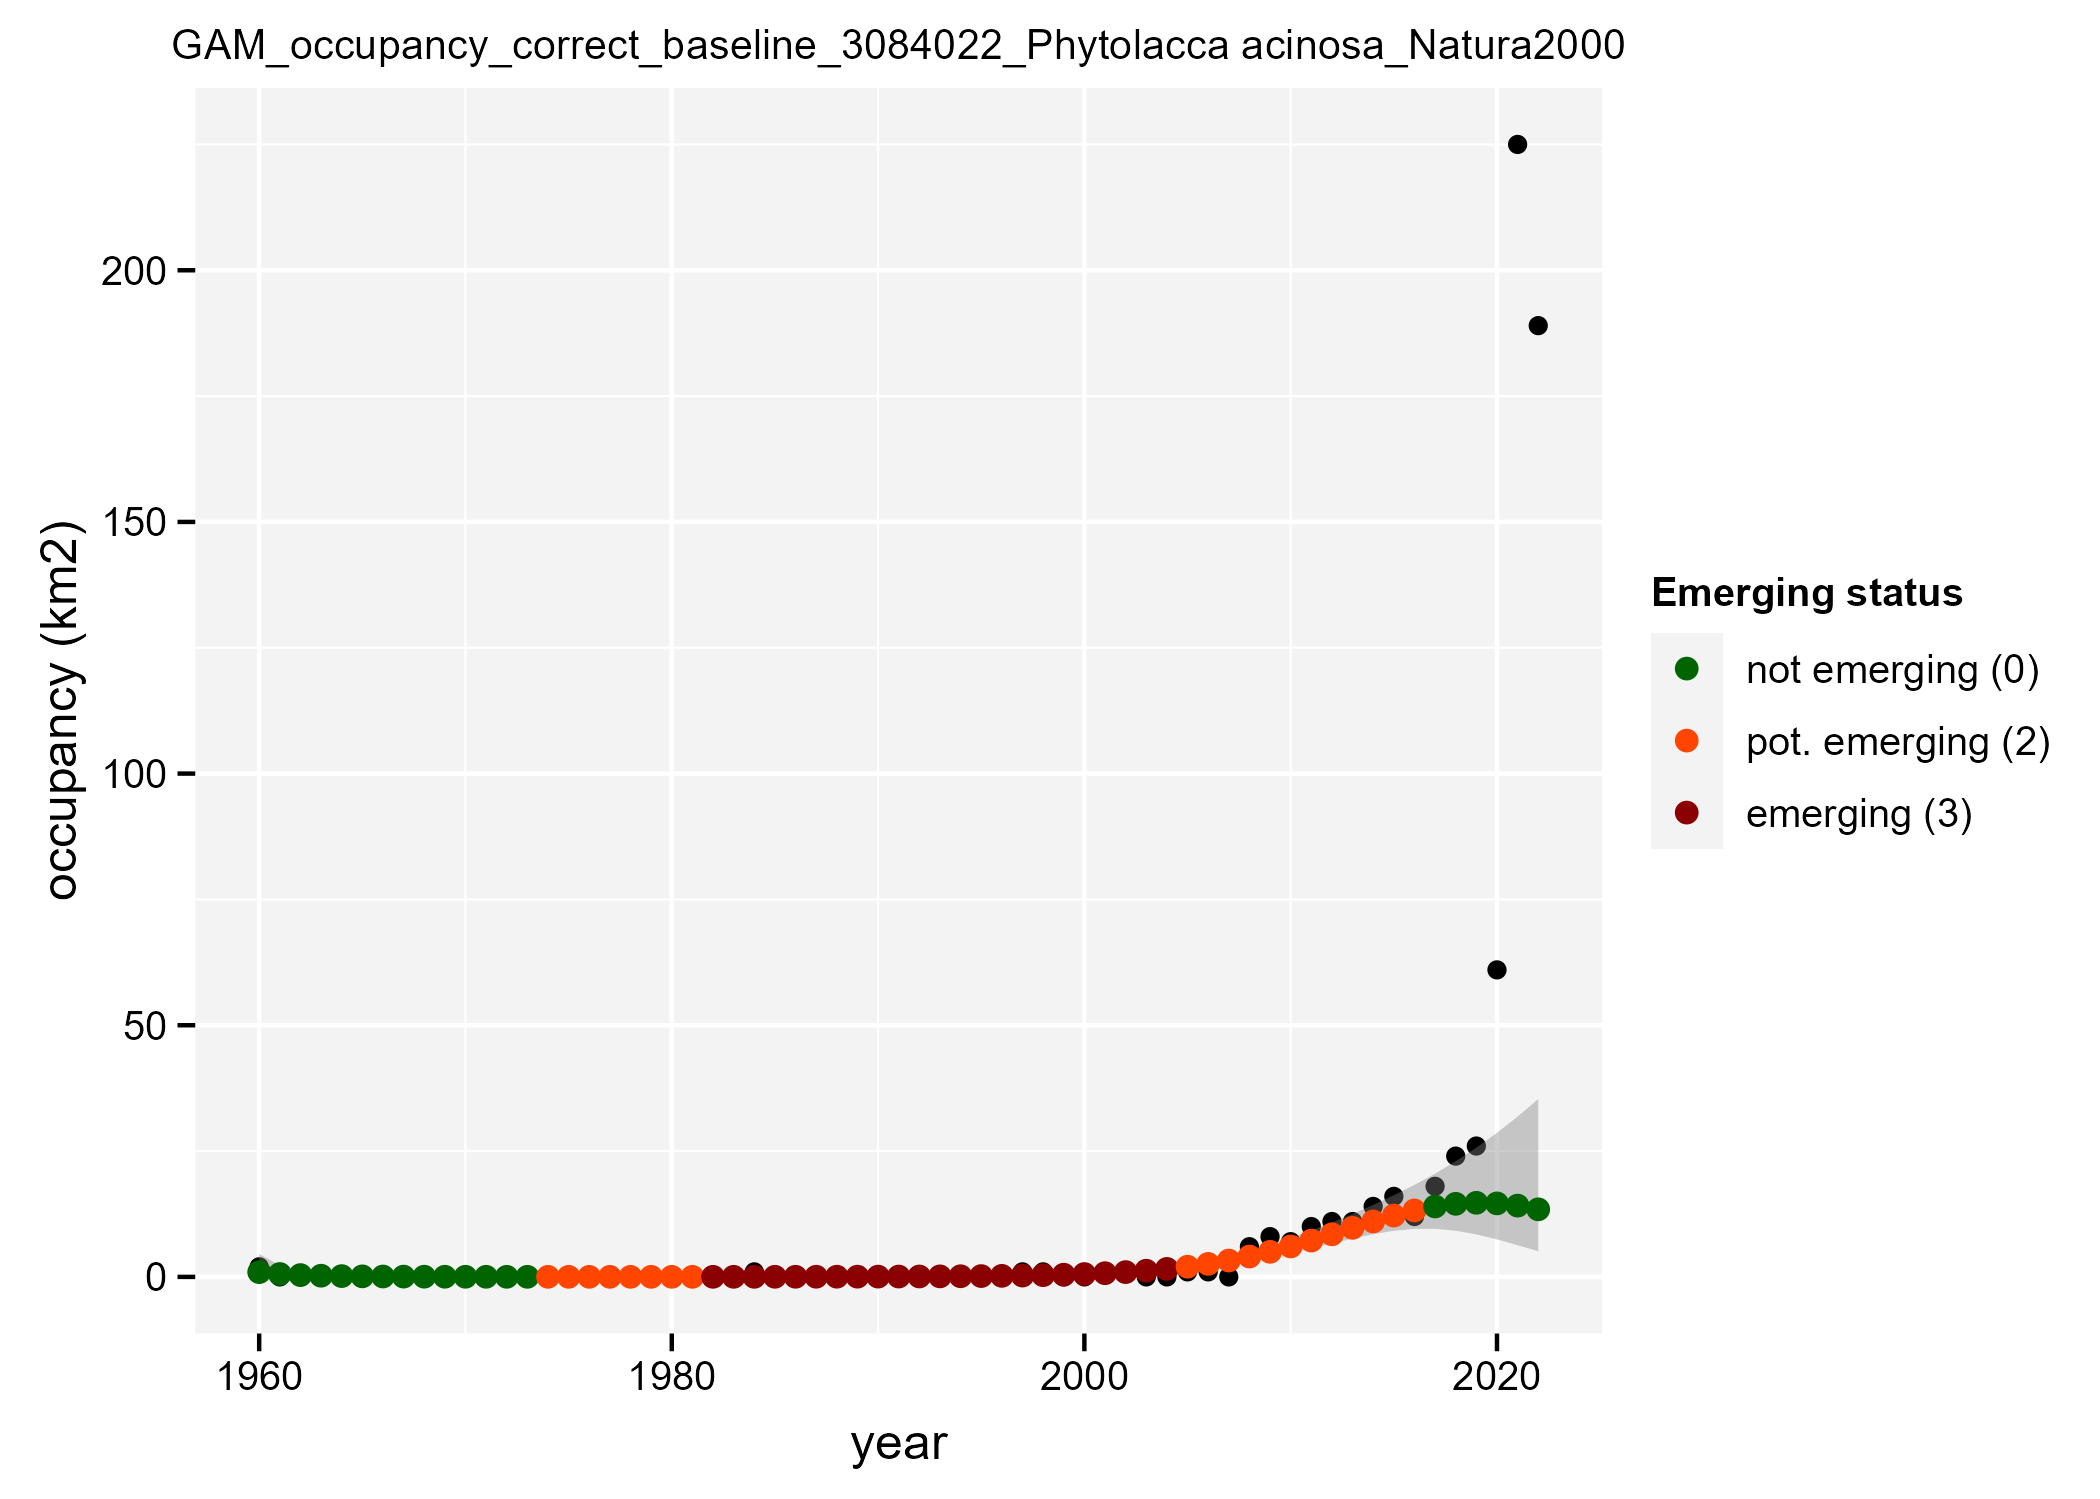 GAM_occupancy_correct_baseline_3084022_Phytolacca acinosa_Natura2000
200
150
100
50
0
occupancy (km2)
1960
1980
2000
2020
year
Emerging status
not emerging (0)
pot. emerging (2)
emerging (3)